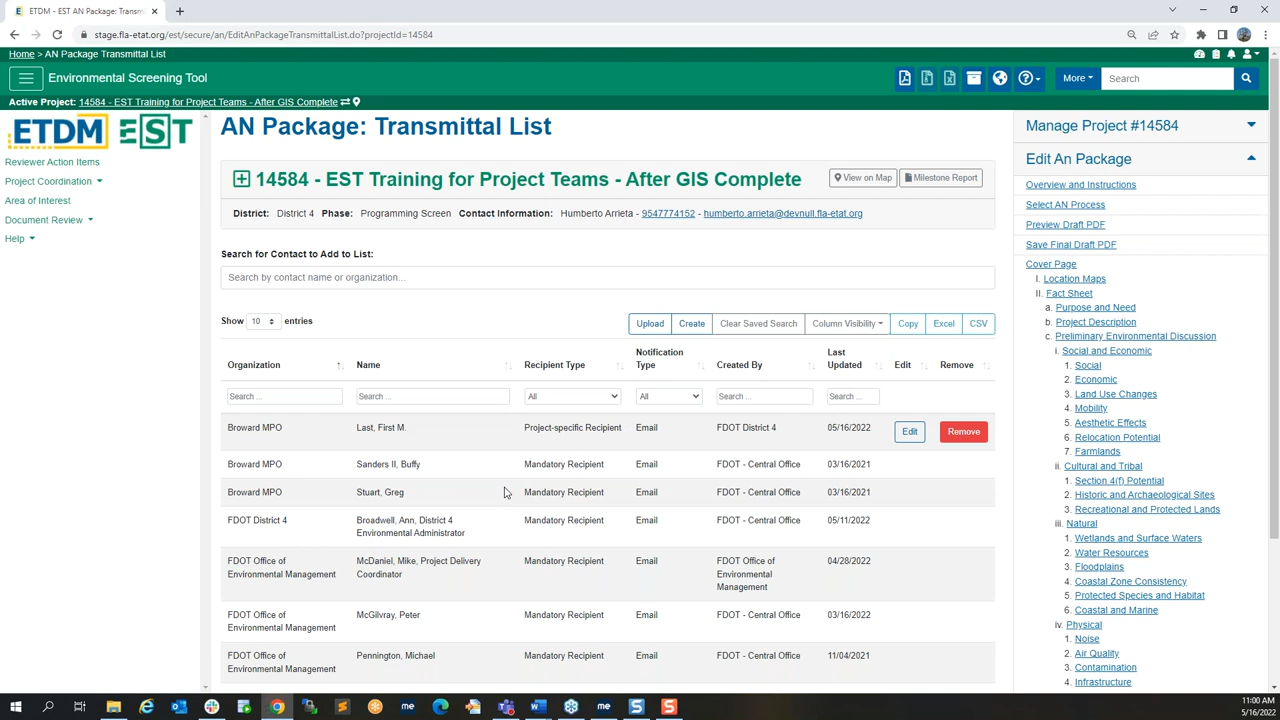 ETDM - EST AN Package: Transmitt
stage.fla-etat.org/est/secure/an/EditAnPackageTransmittalList.do?projectId=14584
Home > AN Package Transmittal List
Environmental Screening Tool
More
Search
Active Project: 14584 - EST Training for Project Teams - After GIS Complete
ETDM EST
Reviewer Action Items
Project Coordination
Area of Interest
Document Review
Help
AN Package: Transmittal List
14584 - EST Training for Project Teams - After GIS Complete
View on Map
Milestone Report
District: District 4 Phase: Programming Screen Contact Information: Humberto Arrieta - 9547774152 - humberto.arrieta@devnull.fla-etat.org
Search for Contact to Add to List:
Search by contact name or organization...
Show 10 entries
Upload Create Clear Saved Search Column Visibility Copy Excel CSV
Organization Name Recipient Type Notification Type Created By Last Updated Edit Remove
Search ... Search ... All All Search ... Search ...
Broward MPO Last, First M. Project-specific Recipient Email FDOT District 4 05/16/2022 Edit Remove
Broward MPO Sanders II, Buffy Mandatory Recipient Email FDOT - Central Office 03/16/2021
Broward MPO Stuart, Greg Mandatory Recipient Email FDOT - Central Office 03/16/2021
FDOT District 4 Broadwell, Ann, District 4 Environmental Administrator Mandatory Recipient Email FDOT - Central Office 05/11/2022
FDOT Office of Environmental Management McDaniel, Mike, Project Delivery Coordinator Mandatory Recipient Email FDOT Office of Environmental Management 04/28/2022
FDOT Office of Environmental Management McGilvray, Peter Mandatory Recipient Email FDOT - Central Office 03/16/2022
FDOT Office of Environmental Management Pennington, Michael Mandatory Recipient Email FDOT - Central Office 11/04/2021
Manage Project #14584
Edit An Package
Overview and Instructions
Select AN Process
Preview Draft PDF
Save Final Draft PDF
Cover Page
I. Location Maps
II. Fact Sheet
a. Purpose and Need
b. Project Description
c. Preliminary Environmental Discussion
i. Social and Economic
1. Social
2. Economic
3. Land Use Changes
4. Mobility
5. Aesthetic Effects
6. Relocation Potential
7. Farmlands
ii. Cultural and Tribal
1. Section 4(f) Potential
2. Historic and Archaeological Sites
3. Recreational and Protected Lands
iii. Natural
1. Wetlands and Surface Waters
2. Water Resources
3. Floodplains
4. Coastal Zone Consistency
5. Protected Species and Habitat
6. Coastal and Marine
iv. Physical
1. Noise
2. Air Quality
3. Contamination
4. Infrastructure
11:00 AM
5/16/2022